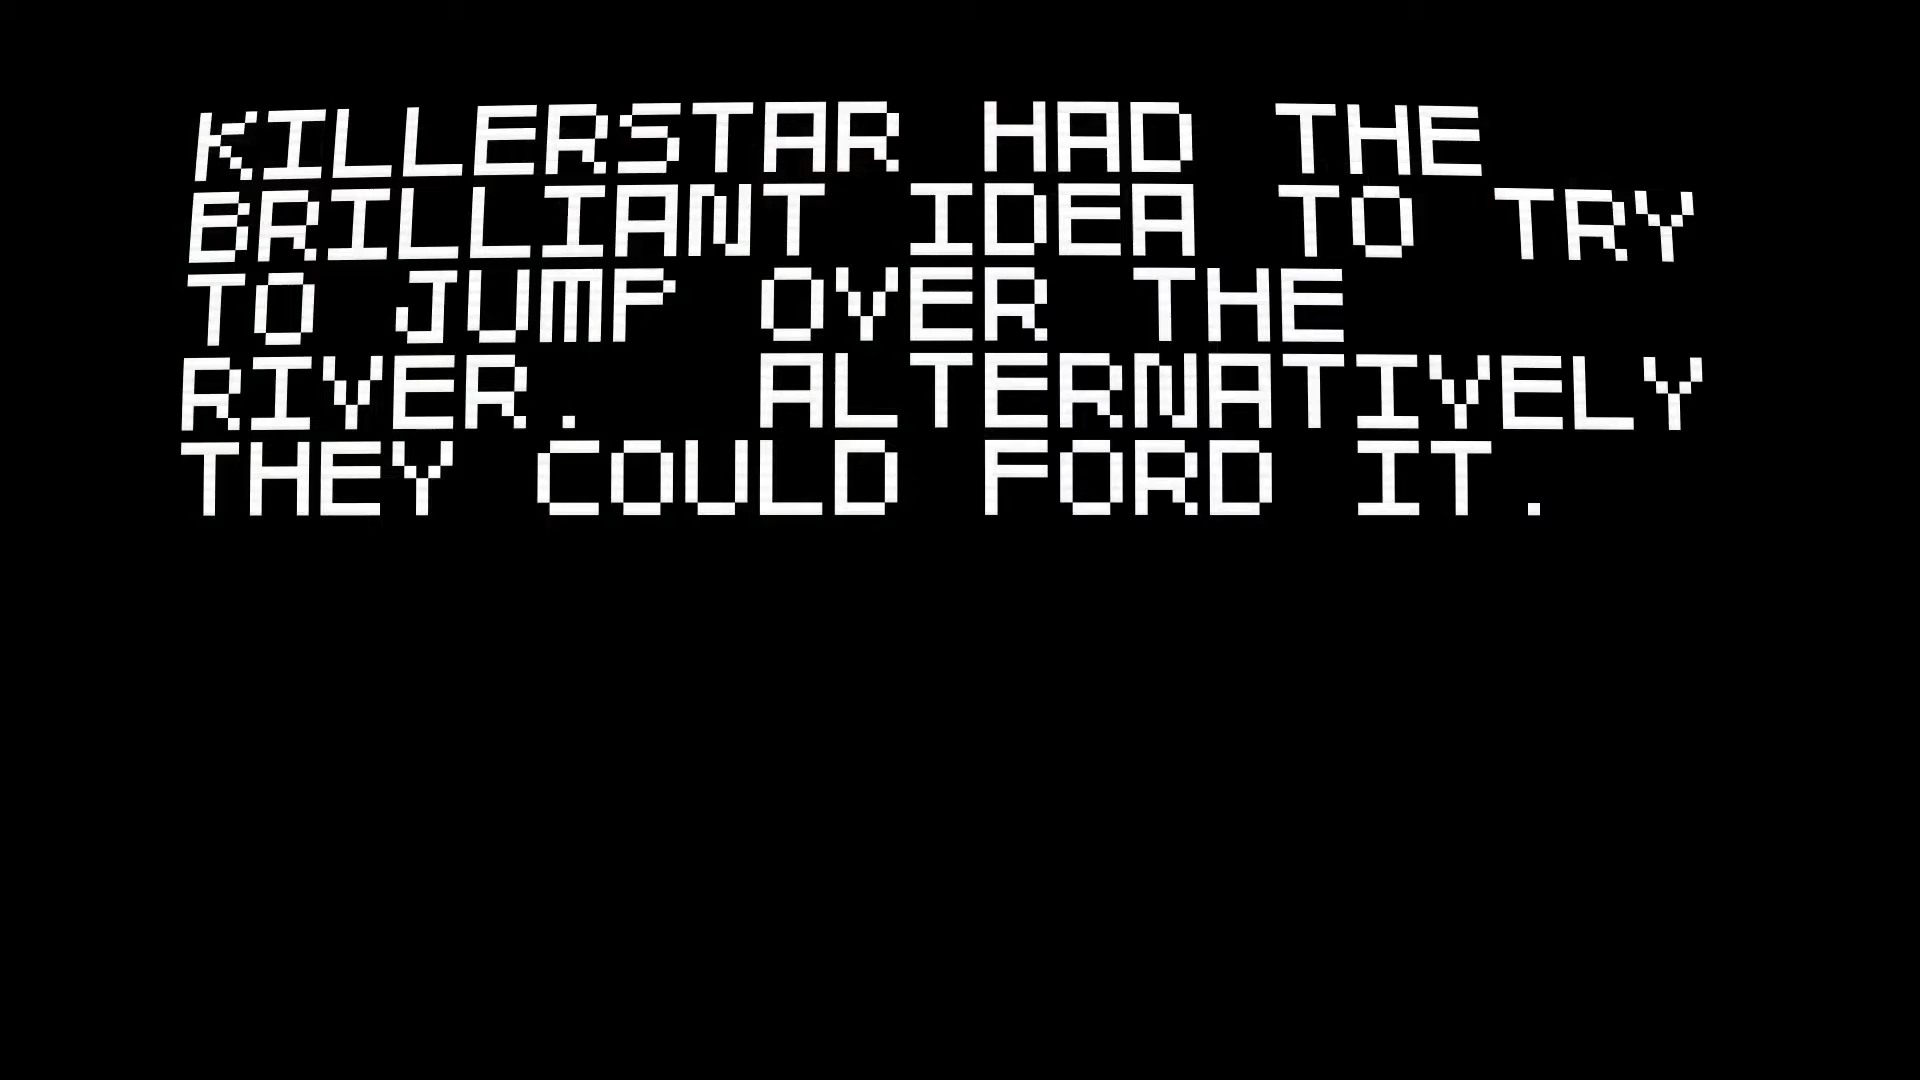 KILLERSTAR HAD THE
BRILLIANT IDEA TO TRY
TO JUMP OVER THE
RIVER. ALTERNATIVELY
THEY COULD FORD IT.